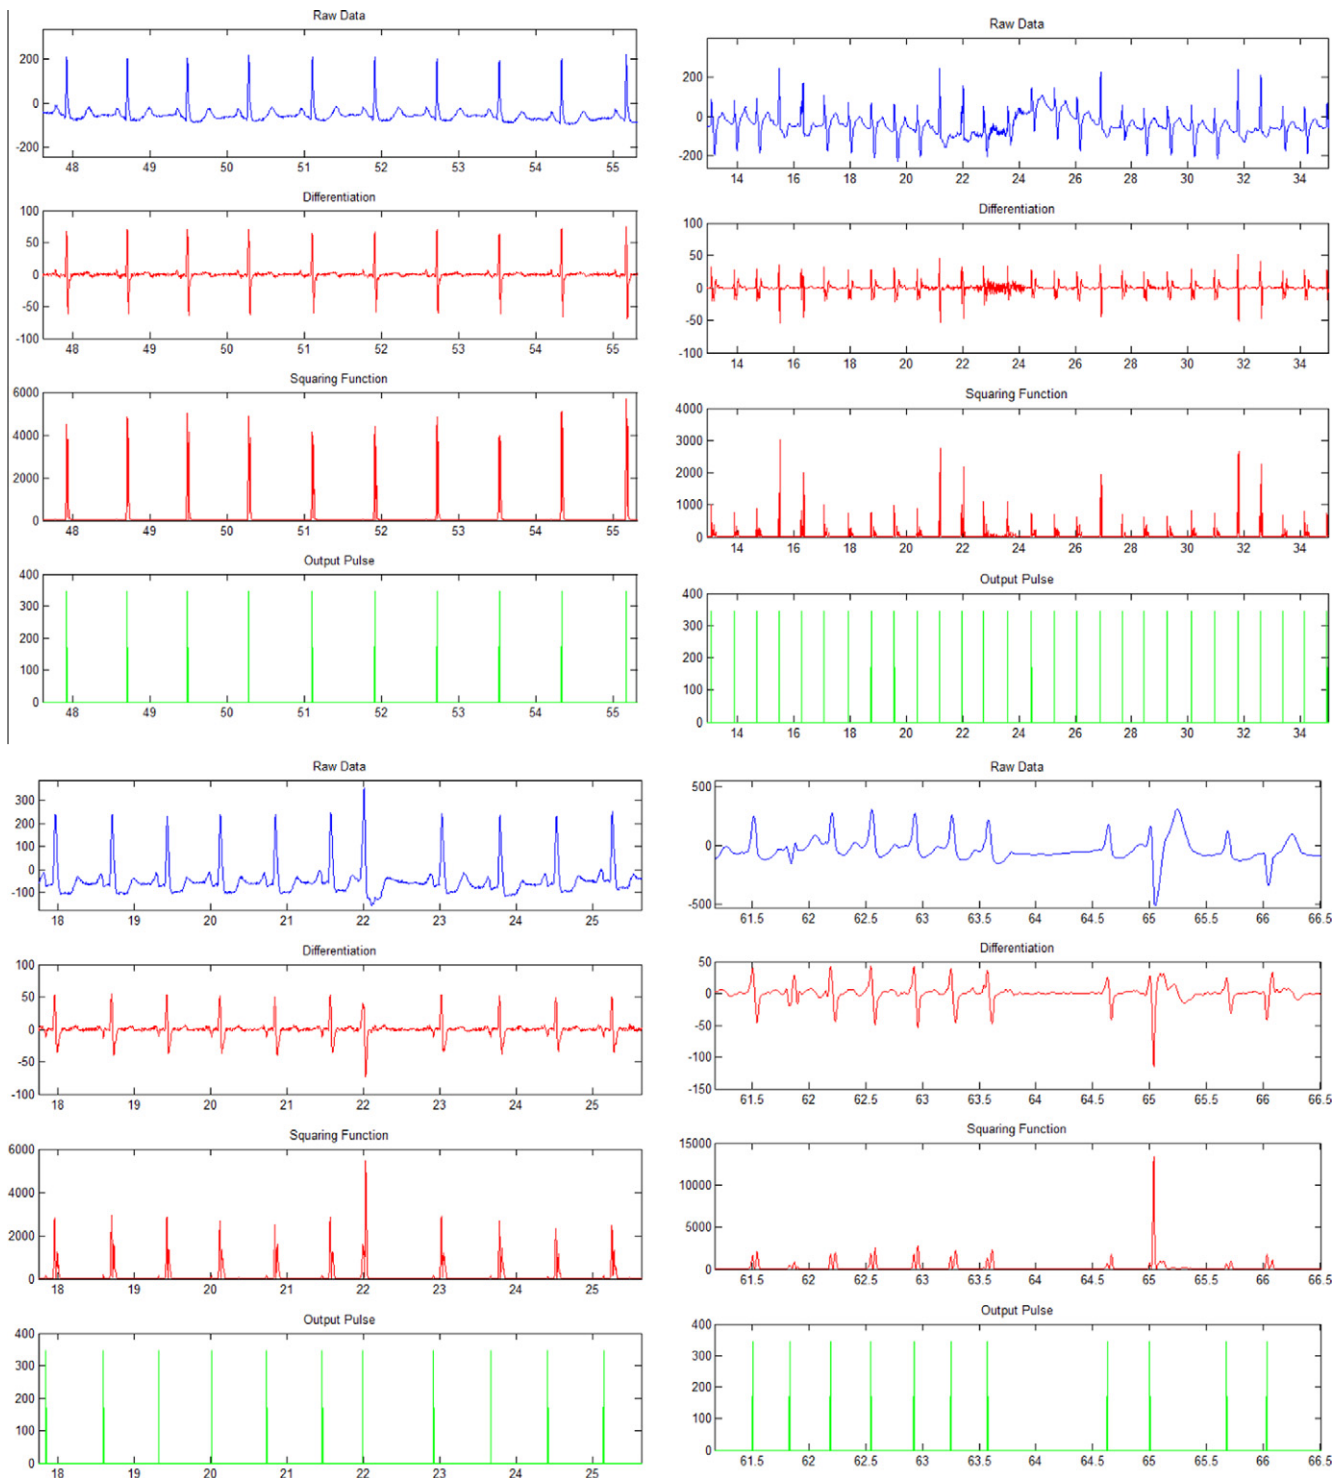 Raw Data
200
0
-200
48 49 50 51 52 53 54 55
Differentiation
100
50
0
-50
-100
48 49 50 51 52 53 54 55
Squaring Function
6000
4000
2000
0
48 49 50 51 52 53 54 55
Output Pulse
400
300
200
100
0
48 49 50 51 52 53 54 55
Raw Data
200
0
-200
14 16 18 20 22 24 26 28 30 32 34
Differentiation
100
50
0
-50
-100
14 16 18 20 22 24 26 28 30 32 34
Squaring Function
4000
3000
2000
1000
0
14 16 18 20 22 24 26 28 30 32 34
Output Pulse
400
300
200
100
0
14 16 18 20 22 24 26 28 30 32 34
Raw Data
300
200
100
0
-100
18 19 20 21 22 23 24 25
Differentiation
100
50
0
-50
-100
18 19 20 21 22 23 24 25
Squaring Function
6000
4000
2000
0
18 19 20 21 22 23 24 25
Output Pulse
400
300
200
100
0
18 19 20 21 22 23 24 25
Raw Data
500
0
-500
61.5 62 62.5 63 63.5 64 64.5 65 65.5 66 66.5
Differentiation
50
0
-50
-100
-150
61.5 62 62.5 63 63.5 64 64.5 65 65.5 66 66.5
Squaring Function
15000
10000
5000
0
61.5 62 62.5 63 63.5 64 64.5 65 65.5 66 66.5
Output Pulse
400
300
200
100
0
61.5 62 62.5 63 63.5 64 64.5 65 65.5 66 66.5